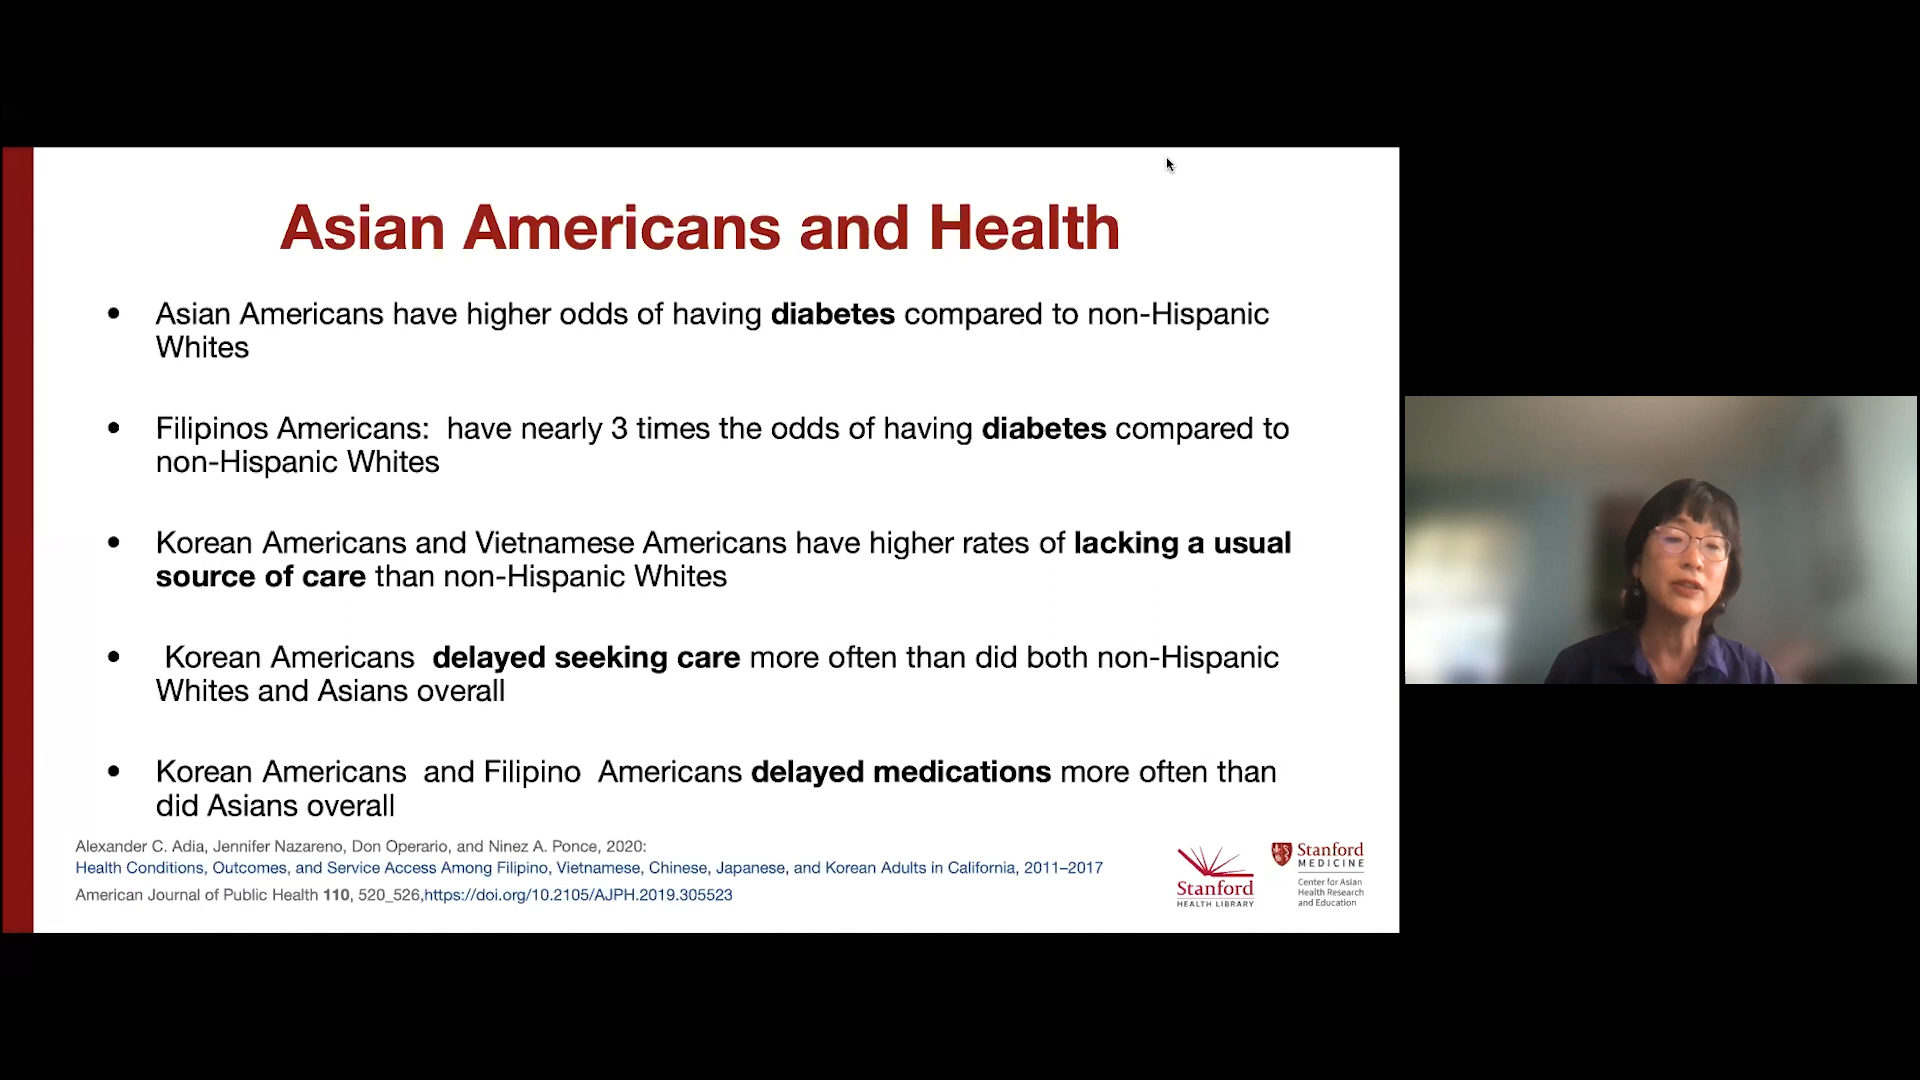 Asian Americans and Health
• Asian Americans have higher odds of having diabetes compared to non-Hispanic
Whites
• Filipinos Americans:  have nearly 3 times the odds of having diabetes compared to
non-Hispanic Whites
• Korean Americans and Vietnamese Americans have higher rates of lacking a usual
source of care than non-Hispanic Whites
• Korean Americans  delayed seeking care more often than did both non-Hispanic
Whites and Asians overall
• Korean Americans  and Filipino  Americans delayed medications more often than
did Asians overall
Alexander C. Adia, Jennifer Nazareno, Don Operario, and Ninez A. Ponce, 2020:
Health Conditions, Outcomes, and Service Access Among Filipino, Vietnamese, Chinese, Japanese, and Korean Adults in California, 2011–2017
American Journal of Public Health 110, 520_526,https://doi.org/10.2105/AJPH.2019.305523
Stanford
HEALTH LIBRARY
Stanford
MEDICINE
Center for Asian
Health Research
and Education